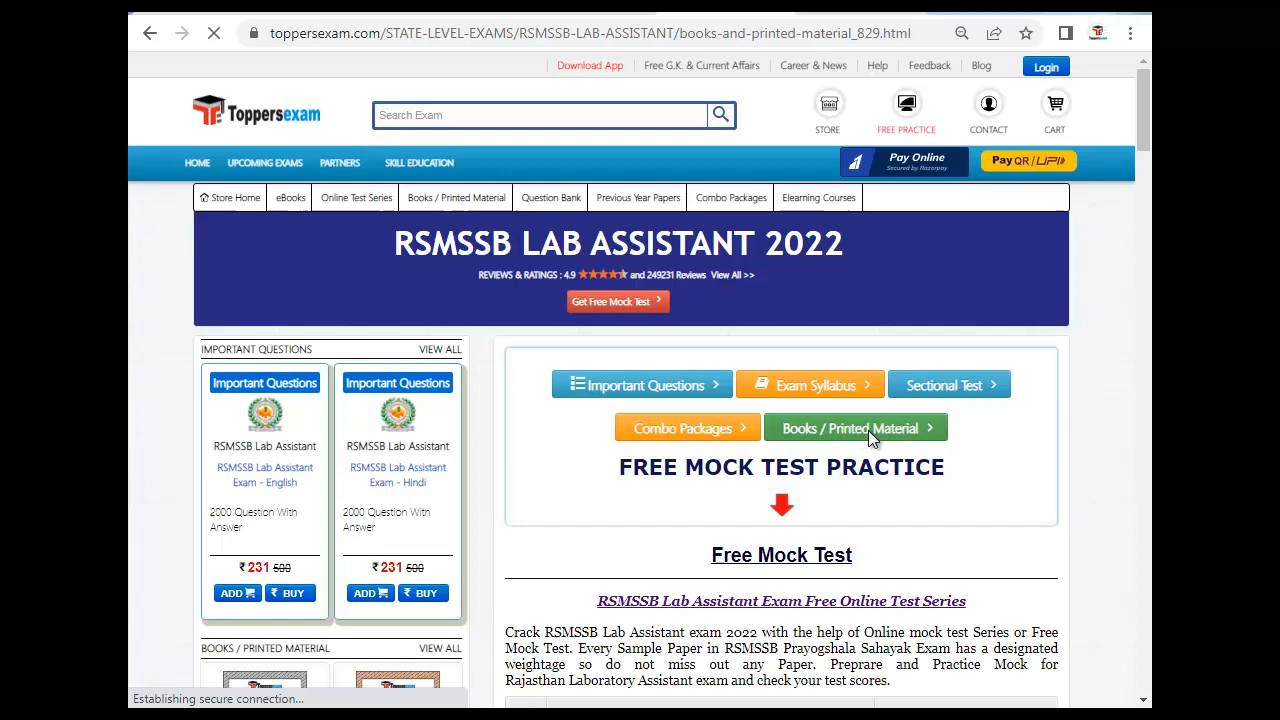 toppersexam.com/STATE-LEVEL-EXAMS/RSMSSB-LAB-ASSISTANT/books-and-printed-material_829.html
Download App Free G.K. & Current Affairs Career & News Help Feedback Blog Login
Toppersexam Search Exam
STORE FREE PRACTICE CONTACT CART
HOME UPCOMING EXAMS PARTNERS SKILL EDUCATION Pay Online Pay QR / UPI
Secured by Razorpay
Store Home eBooks Online Test Series Books / Printed Material Question Bank Previous Year Papers Combo Packages Elearning Courses
RSMSSB LAB ASSISTANT 2022
REVIEWS & RATINGS : 4.9 and 249231 Reviews View All >>
Get Free Mock Test
IMPORTANT QUESTIONS VIEW ALL
Important Questions
RSMSSB Lab Assistant
RSMSSB Lab Assistant
Exam - English
2000 Question With
Answer
₹ 231 500
ADD ₹ BUY
Important Questions
RSMSSB Lab Assistant
RSMSSB Lab Assistant
Exam - Hindi
2000 Question With
Answer
₹ 231 500
ADD ₹ BUY
BOOKS / PRINTED MATERIAL VIEW ALL
Toppersexam Toppersexam
Important Questions Exam Syllabus Sectional Test
Combo Packages Books / Printed Material
FREE MOCK TEST PRACTICE
Free Mock Test
RSMSSB Lab Assistant Exam Free Online Test Series
Crack RSMSSB Lab Assistant exam 2022 with the help of Online mock test Series or Free
Mock Test. Every Sample Paper in RSMSSB Prayogshala Sahayak Exam has a designated
weightage so do not miss out any Paper. Preprare and Practice Mock for
Rajasthan Laboratory Assistant exam and check your test scores.
Establishing secure connection...